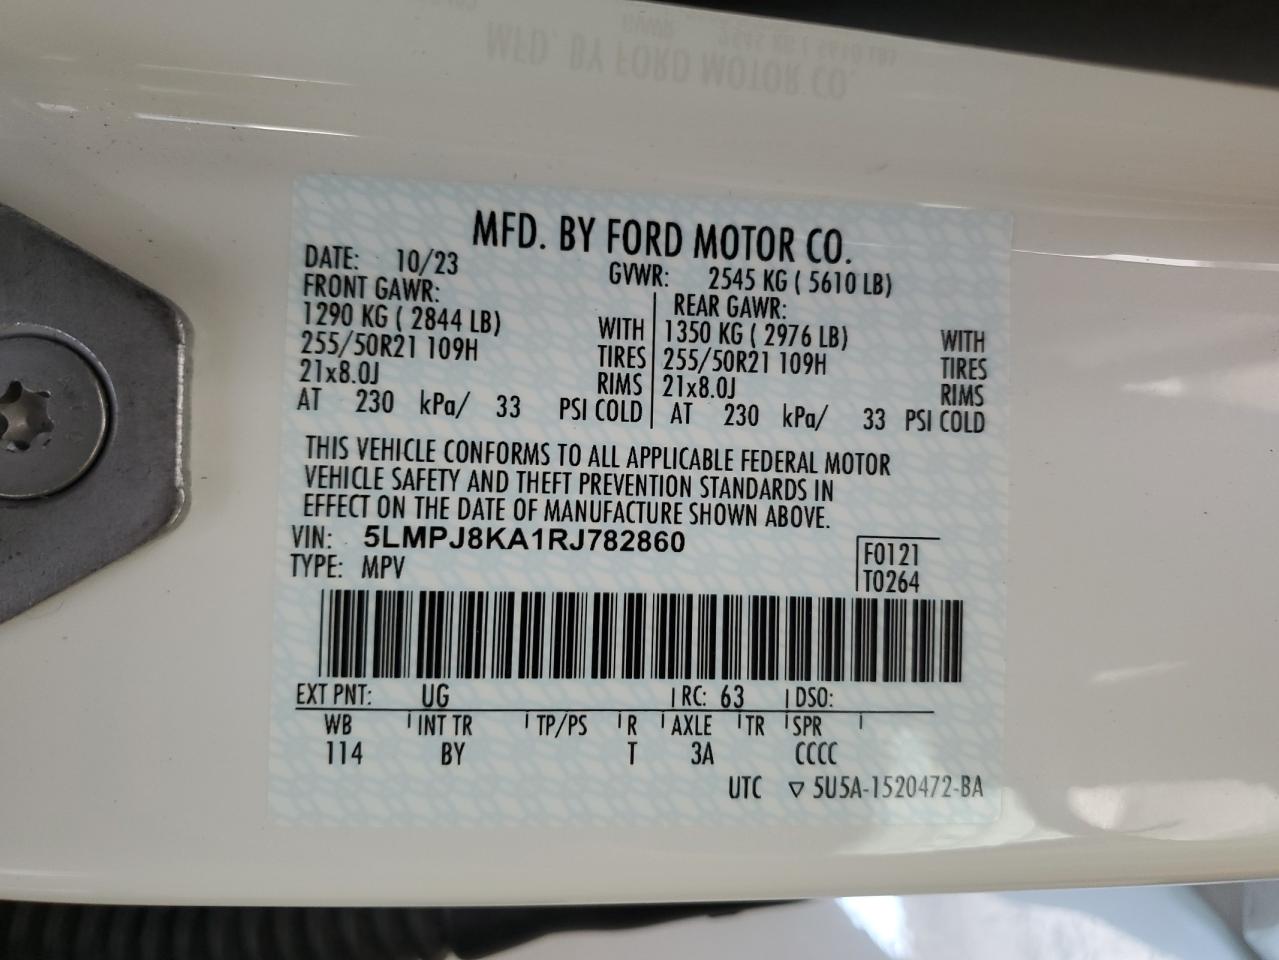 MFD. BY FORD MOTOR CO.
DATE: 10/23 GVWR: 2545 KG ( 5610 LB)
FRONT GAWR: REAR GAWR:
1290 KG ( 2844 LB) WITH 1350 KG ( 2976 LB) WITH
255/50R21 109H TIRES 255/50R21 109H TIRES
21x8.0J RIMS 21x8.0J RIMS
AT 230 kPa/ 33 PSI COLD AT 230 kPa/ 33 PSI COLD
THIS VEHICLE CONFORMS TO ALL APPLICABLE FEDERAL MOTOR
VEHICLE SAFETY AND THEFT PREVENTION STANDARDS IN
EFFECT ON THE DATE OF MANUFACTURE SHOWN ABOVE.
VIN: 5LMPJ8KA1RJ782860 F0121
TYPE: MPV T0264
EXT PNT: UG RC: 63 DSO:
WB INT TR TP/PS R AXLE TR SPR
114 BY T 3A CCCC
UTC ▽ 5U5A-1520472-BA